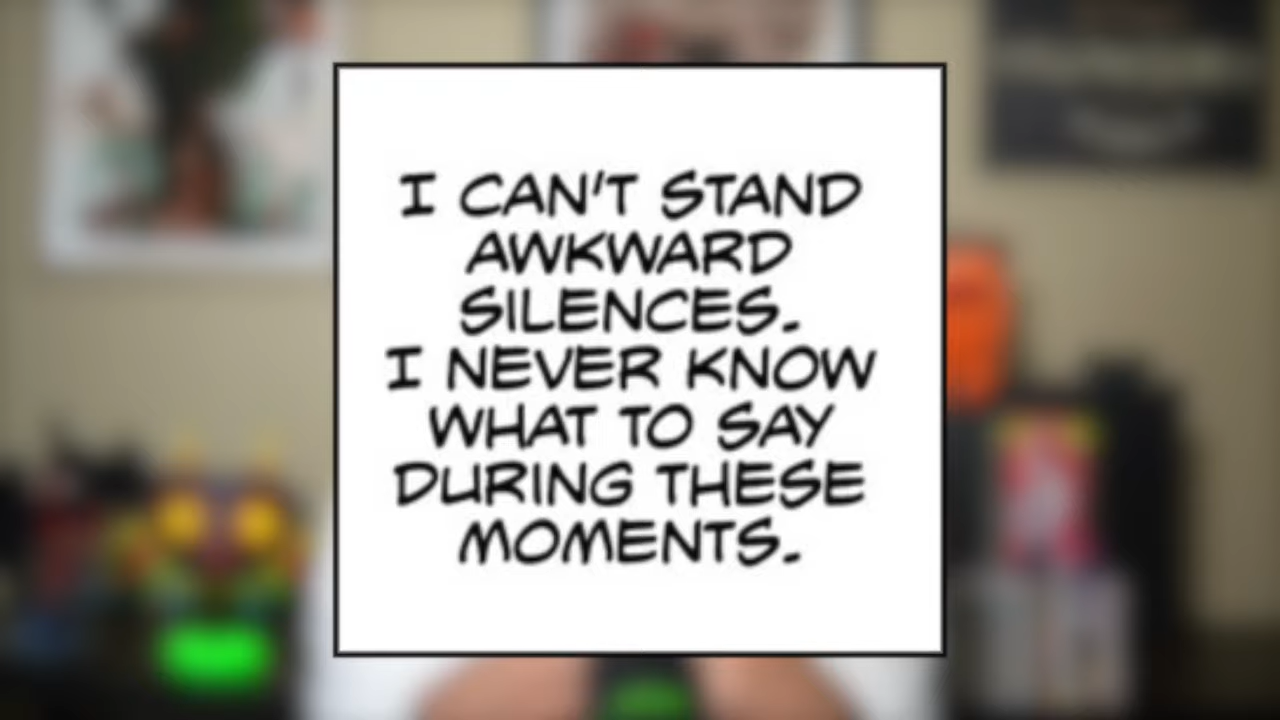 I CAN'T STAND
AWKWARD
SILENCES.
I NEVER KNOW
WHAT TO SAY
DURING THESE
MOMENTS.